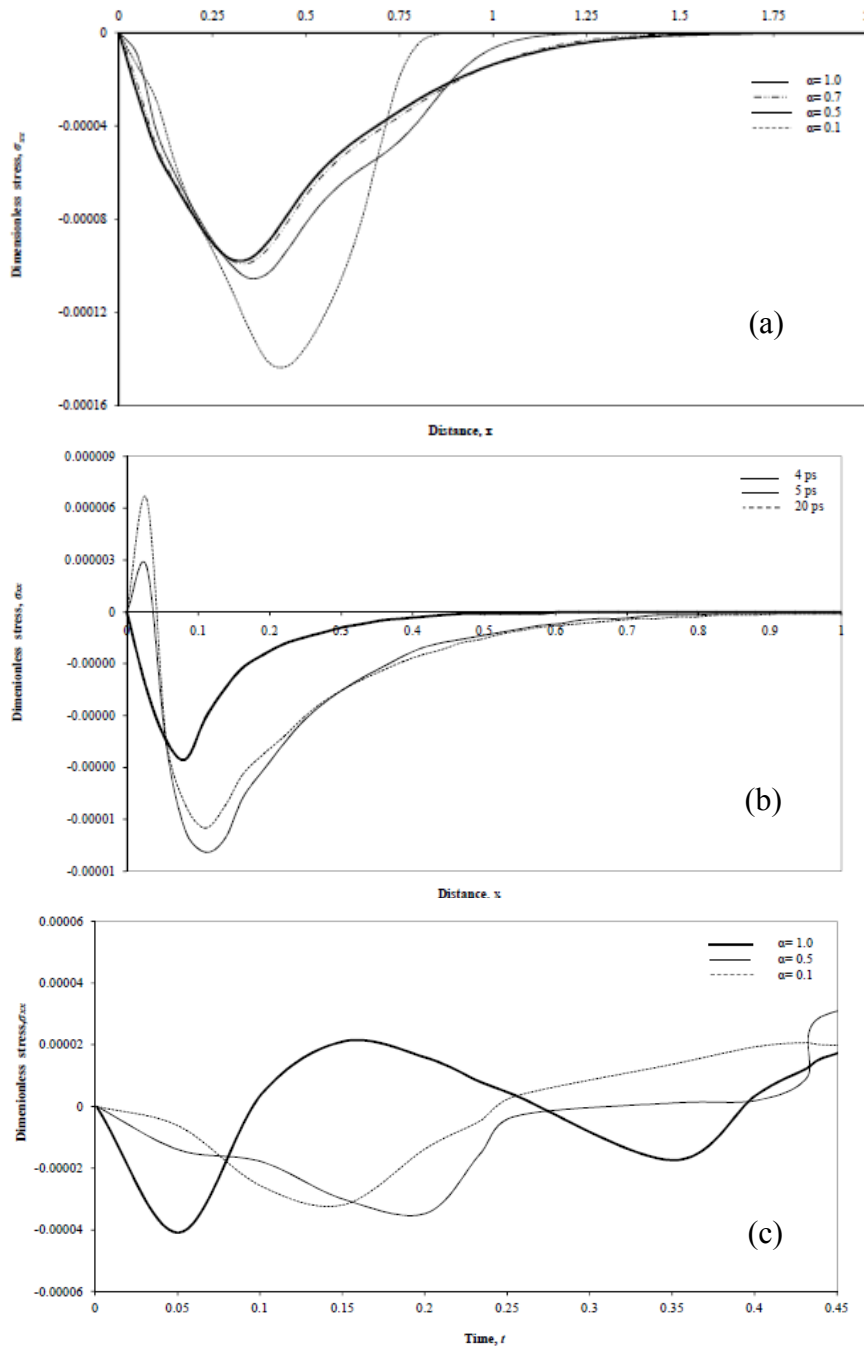 0 0.25 0.5 0.75 1 1.25 1.5 1.75
0
-0.00004
-0.00008
-0.00012
-0.00016
Dimensionless stress, σxx
α= 1.0
α= 0.7
α= 0.5
α= 0.1
(a)
Distance, x
0.000009
0.000006
0.000003
0
-0.00000
-0.00000
-0.00000
-0.00001
-0.00001
Dimenionless stress, σxx
0 0.1 0.2 0.3 0.4 0.5 0.6 0.7 0.8 0.9 1
4 ps
5 ps
20 ps
(b)
Distance, x
0.00006
0.00004
0.00002
0
-0.00002
-0.00004
-0.00006
Dimenionless stress,σxx
α= 1.0
α= 0.5
α= 0.1
(c)
0 0.05 0.1 0.15 0.2 0.25 0.3 0.35 0.4 0.45
Time, t